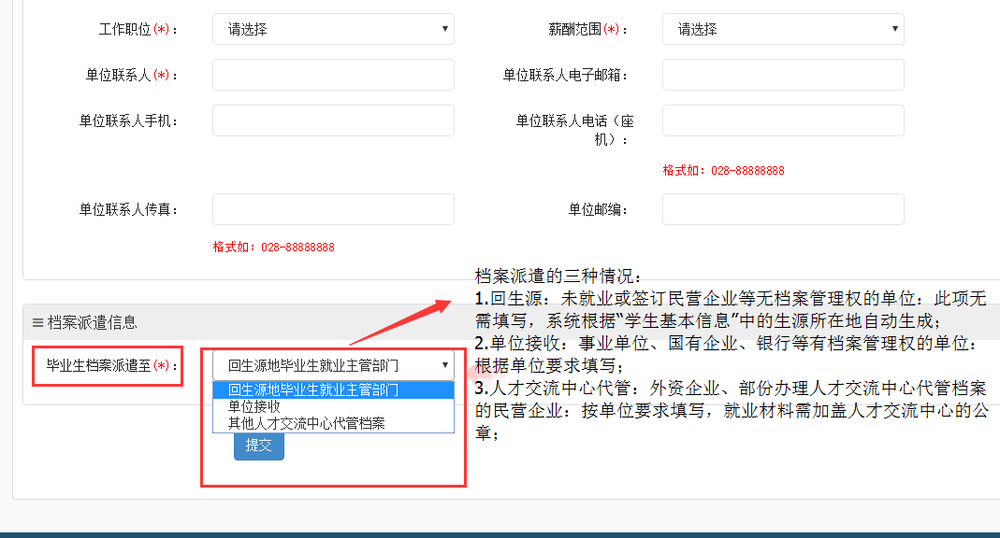 工作职位(*)： 请选择 薪酬范围(*)： 请选择
单位联系人(*)： 单位联系人电子邮箱：
单位联系人手机： 单位联系人电话（座
机）：
格式如：028-88888888
单位联系人传真： 单位邮编：
格式如：028-88888888
档案派遣的三种情况：
1.回生源：未就业或签订民营企业等无档案管理权的单位：此项无
需填写，系统根据“学生基本信息”中的生源所在地自动生成；
2.单位接收：事业单位、国有企业、银行等有档案管理权的单位：
根据单位要求填写；
3.人才交流中心代管：外资企业、部份办理人才交流中心代管档案
的民营企业：按单位要求填写，就业材料需加盖人才交流中心的公
章；
档案派遣信息
毕业生档案派遣至(*)： 回生源地毕业生就业主管部门
回生源地毕业生就业主管部门
单位接收
其他人才交流中心代管档案
提交